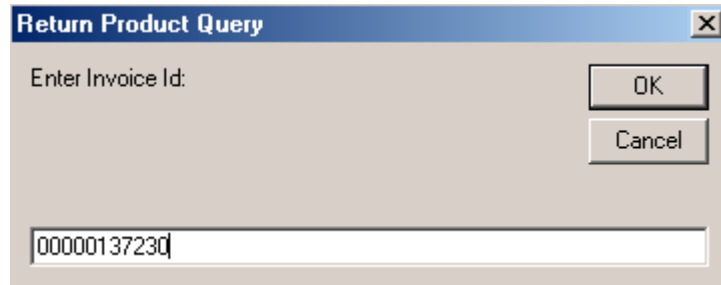 Return Product Query
Enter Invoice Id:
OK
Cancel
00000137230